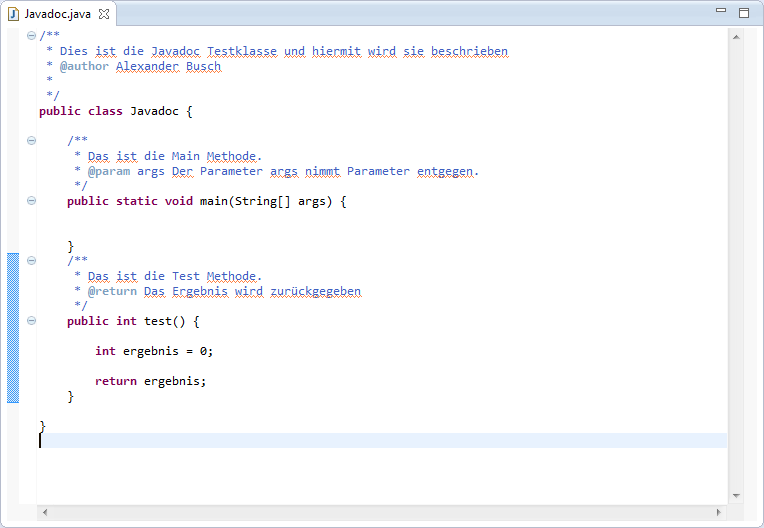 Javadoc.java
/**
 * Dies ist die Javadoc Testklasse und hiermit wird sie beschrieben
 * @author Alexander Busch
 *
 */
public class Javadoc {
    /**
     * Das ist die Main Methode.
     * @param args Der Parameter args nimmt Parameter entgegen.
     */
    public static void main(String[] args) {
    }
    /**
     * Das ist die Test Methode.
     * @return Das Ergebnis wird zurückgegeben
     */
    public int test() {
        int ergebnis = 0;
        return ergebnis;
    }
}